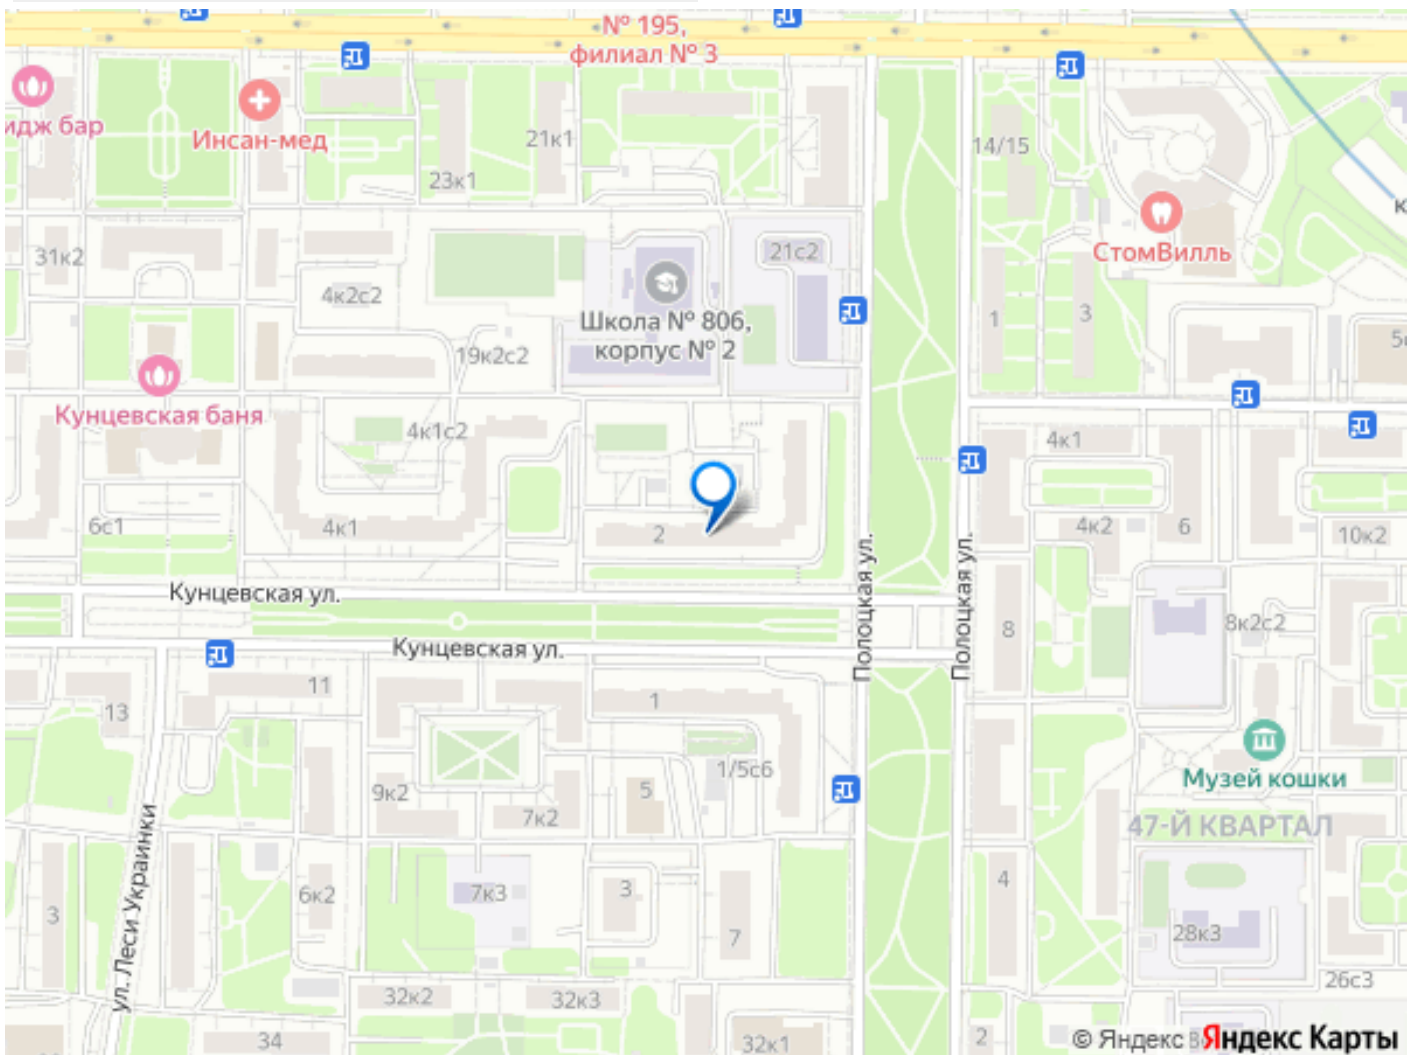 № 195,
филиал № 3
идж бар
Инсан-мед
21к1
14/15
23к1
СтомВилль
31к2
21с2
4к2с2
Школа № 806,
корпус № 2
1
3
19к2с2
Кунцевская баня
4к1с2
4к1
6с1
4к1
2
4к2
6
10к2
Кунцевская ул.
Полоцкая ул.
Полоцкая ул.
8
8к2с2
Кунцевская ул.
11
1
13
1/5с6
Музей кошки
9к2
5
7к2
47-Й КВАРТАЛ
ул. Леси Украинки
6к2
7к3
3
4
3
7
28к3
26с3
32к2
32к3
34
32к1
2
© Яндекс
Яндекс Карты